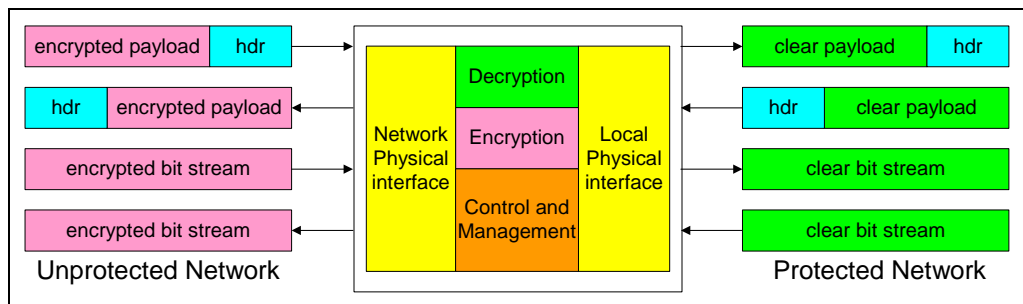 encrypted payload hdr
hdr encrypted payload
encrypted bit stream
encrypted bit stream
Unprotected Network
Network
Physical
interface
Decryption
Encryption
Control and
Management
Local
Physical
interface
clear payload hdr
hdr clear payload
clear bit stream
clear bit stream
Protected Network